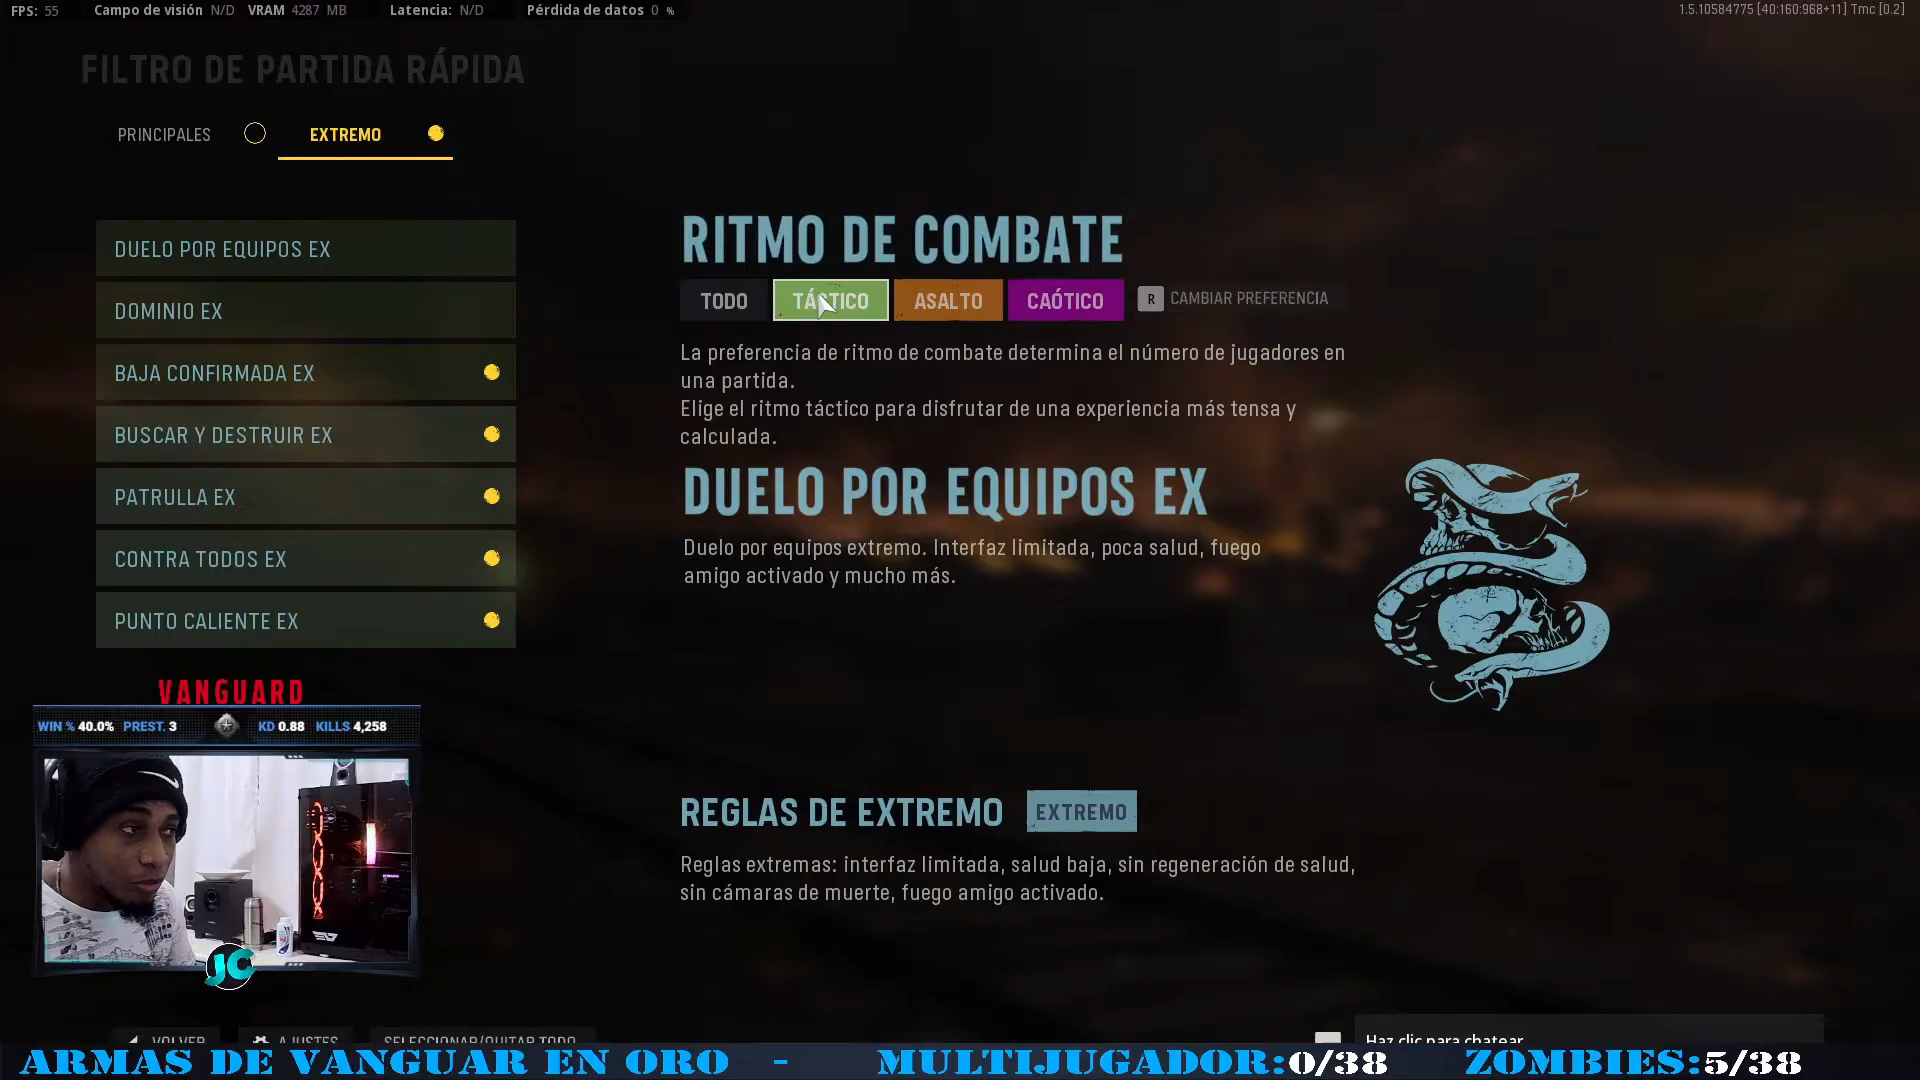 FPS: 55 Campo de visión N/D VRAM 4287 MB Latencia: N/D Pérdida de datos 0 %
1.5.10584775 [40:160:968+11] Tmc [0.2]
FILTRO DE PARTIDA RÁPIDA
PRINCIPALES EXTREMO
DUELO POR EQUIPOS EX
DOMINIO EX
BAJA CONFIRMADA EX
BUSCAR Y DESTRUIR EX
PATRULLA EX
CONTRA TODOS EX
PUNTO CALIENTE EX
RITMO DE COMBATE
TODO TÁCTICO ASALTO CAÓTICO R CAMBIAR PREFERENCIA
La preferencia de ritmo de combate determina el número de jugadores en
una partida.
Elige el ritmo táctico para disfrutar de una experiencia más tensa y
calculada.
DUELO POR EQUIPOS EX
Duelo por equipos extremo. Interfaz limitada, poca salud, fuego
amigo activado y mucho más.
REGLAS DE EXTREMO EXTREMO
Reglas extremas: interfaz limitada, salud baja, sin regeneración de salud,
sin cámaras de muerte, fuego amigo activado.
VANGUARD
WIN % 40.0% PREST. 3 KD 0.88 KILLS 4,258
JC
VOLVER AJUSTES SELECCIONAR/QUITAR TODO
Haz clic para chatear
ARMAS DE VANGUAR EN ORO - MULTIJUGADOR:0/38 ZOMBIES:5/38